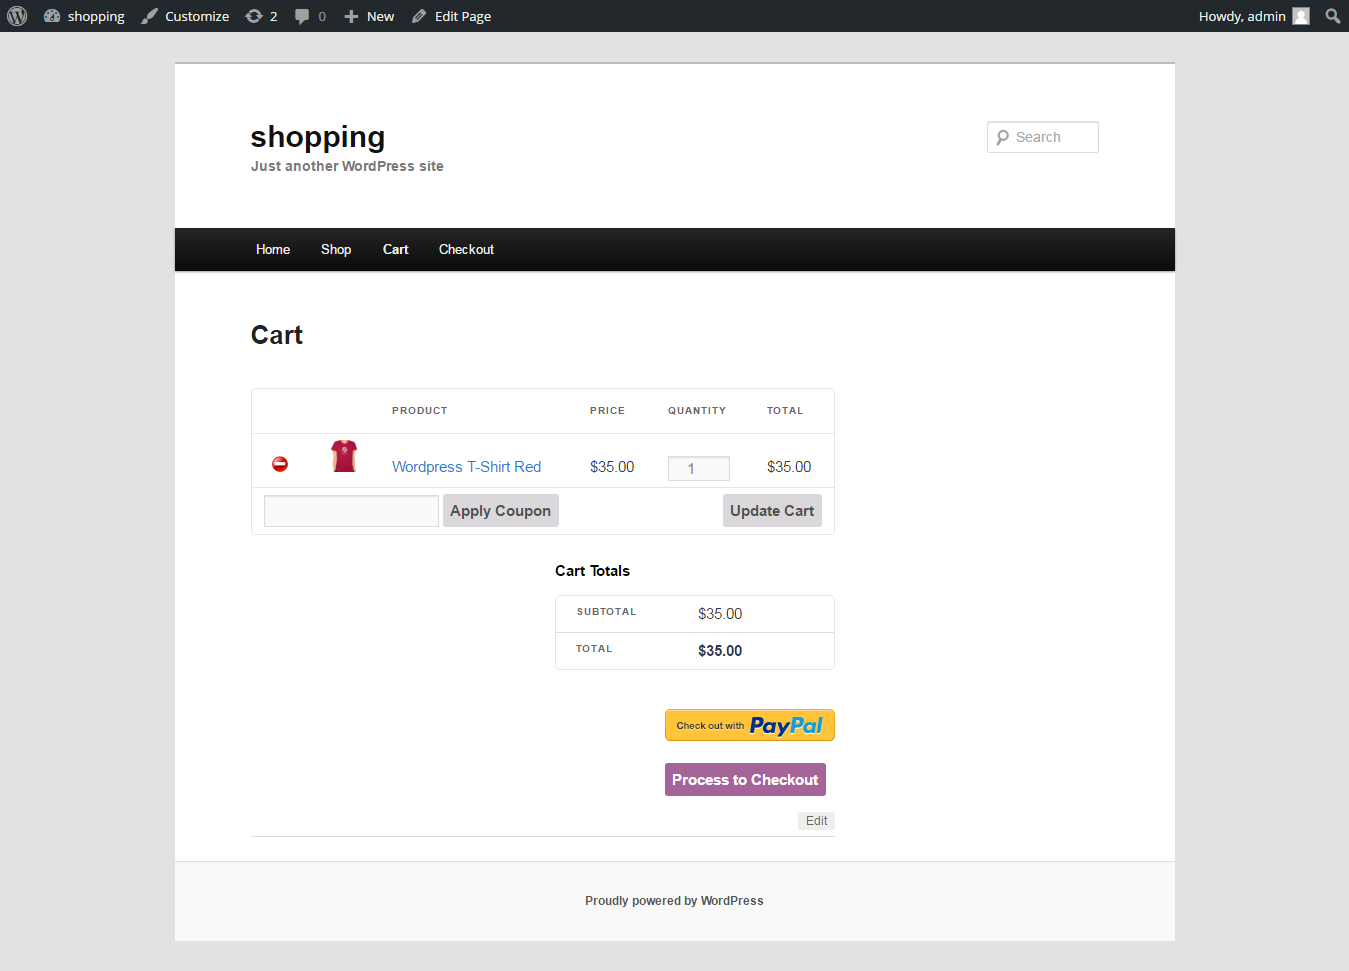 shopping Customize 2 0 New Edit Page Howdy, admin
shopping
Just another WordPress site
Search
Home Shop Cart Checkout
Cart
PRODUCT PRICE QUANTITY TOTAL
Wordpress T-Shirt Red $35.00 1 $35.00
Apply Coupon Update Cart
Cart Totals
SUBTOTAL $35.00
TOTAL $35.00
Check out with PayPal
Process to Checkout
Edit
Proudly powered by WordPress